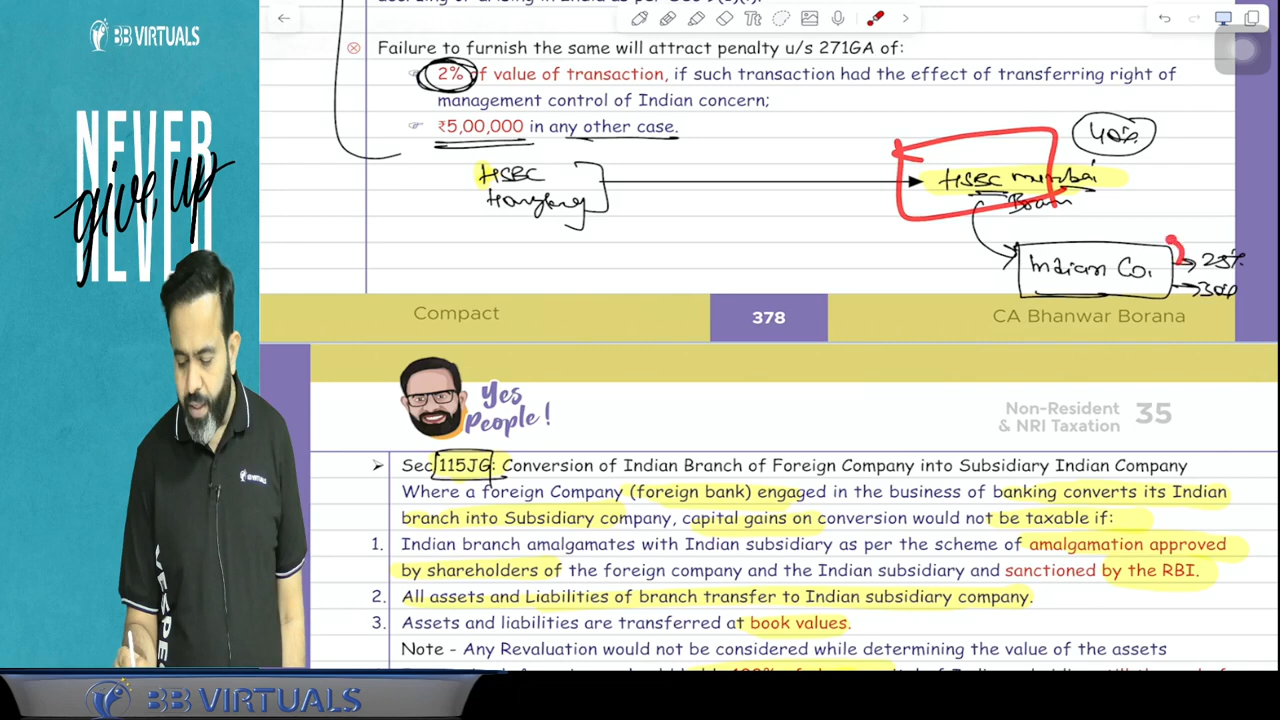 BB VIRTUALS
NEVER
give up
NEVER
Failure to furnish the same will attract penalty u/s 271GA of:
2% of value of transaction, if such transaction had the effect of transferring right of
management control of Indian concern;
₹5,00,000 in any other case.
40%
HSBC
Hongkong
HSBC mumbai
Indian Co.
25%
30%
Compact
378
CA Bhanwar Borana
Yes
People!
Non-Resident
& NRI Taxation
35
Sec 115JG: Conversion of Indian Branch of Foreign Company into Subsidiary Indian Company
Where a foreign Company (foreign bank) engaged in the business of banking converts its Indian
branch into Subsidiary company, capital gains on conversion would not be taxable if:
1. Indian branch amalgamates with Indian subsidiary as per the scheme of amalgamation approved
by shareholders of the foreign company and the Indian subsidiary and sanctioned by the RBI.
2. All assets and Liabilities of branch transfer to Indian subsidiary company.
3. Assets and liabilities are transferred at book values.
Note - Any Revaluation would not be considered while determining the value of the assets
BB VIRTUALS